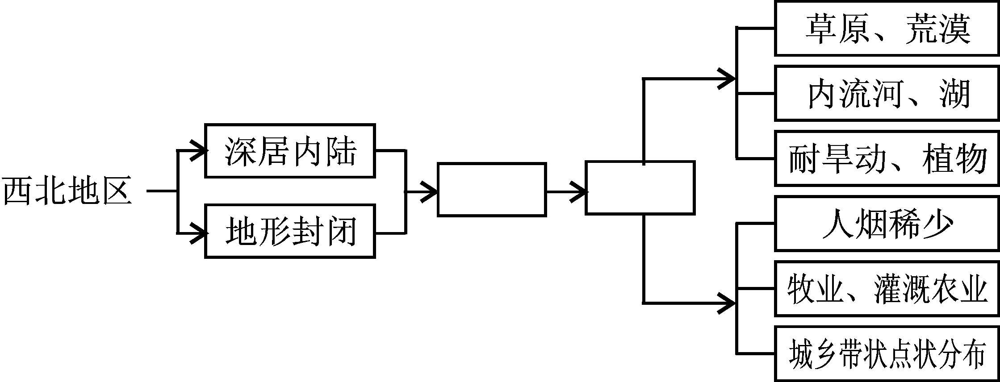 西北地区
深居内陆
地形封闭
草原、荒漠
内流河、湖
耐旱动、植物
人烟稀少
牧业、灌溉农业
城乡带状点状分布